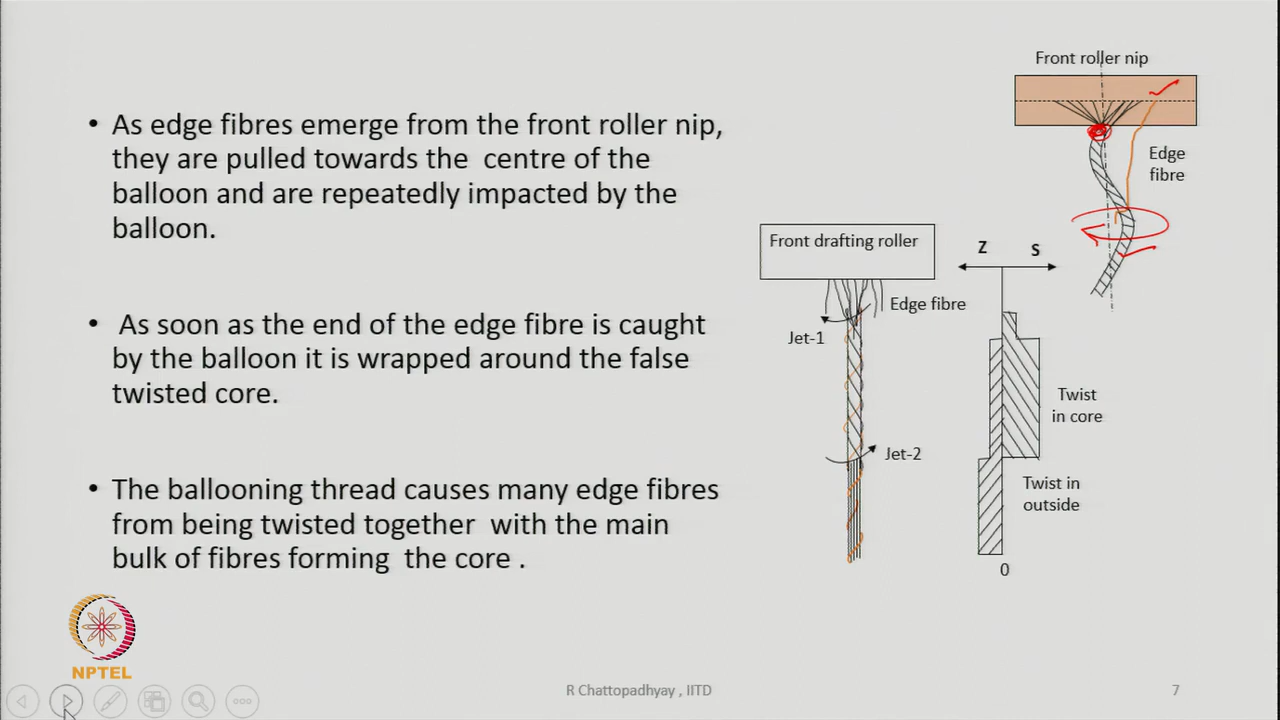 • As edge fibres emerge from the front roller nip,
they are pulled towards the centre of the
balloon and are repeatedly impacted by the
balloon.
• As soon as the end of the edge fibre is caught
by the balloon it is wrapped around the false
twisted core.
• The ballooning thread causes many edge fibres
from being twisted together with the main
bulk of fibres forming the core .
Front roller nip
Edge
fibre
Front drafting roller
Z
S
Edge fibre
Jet-1
Twist
in core
Jet-2
Twist in
outside
0
NPTEL
R Chattopadhyay , IITD
7